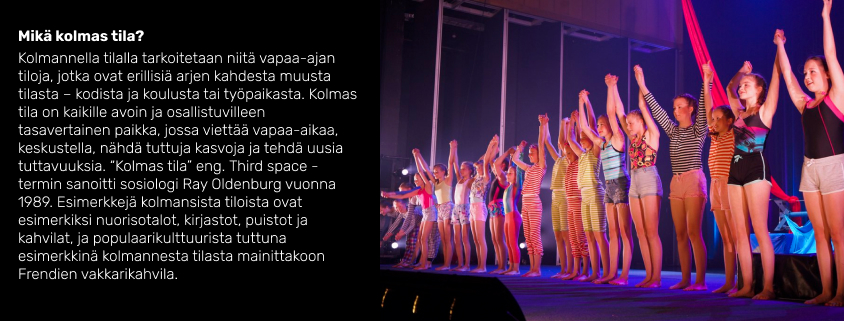 Mikä kolmas tila?
Kolmannella tilalla tarkoitetaan niitä vapaa-ajan
tiloja, jotka ovat erillisiä arjen kahdesta muusta
tilasta – kodista ja koulusta tai työpaikasta. Kolmas
tila on kaikille avoin ja osallistuvilleen
tasavertainen paikka, jossa viettää vapaa-aikaa,
keskustella, nähdä tuttuja kasvoja ja tehdä uusia
tuttavuuksia. “Kolmas tila” eng. Third space -
termin sanoitti sosiologi Ray Oldenburg vuonna
1989. Esimerkkejä kolmansista tiloista ovat
esimerkiksi nuorisotalot, kirjastot, puistot ja
kahvilat, ja populaarikulttuurista tuttuna
esimerkkinä kolmannesta tilasta mainittakoon
Frendien vakkarikahvila.